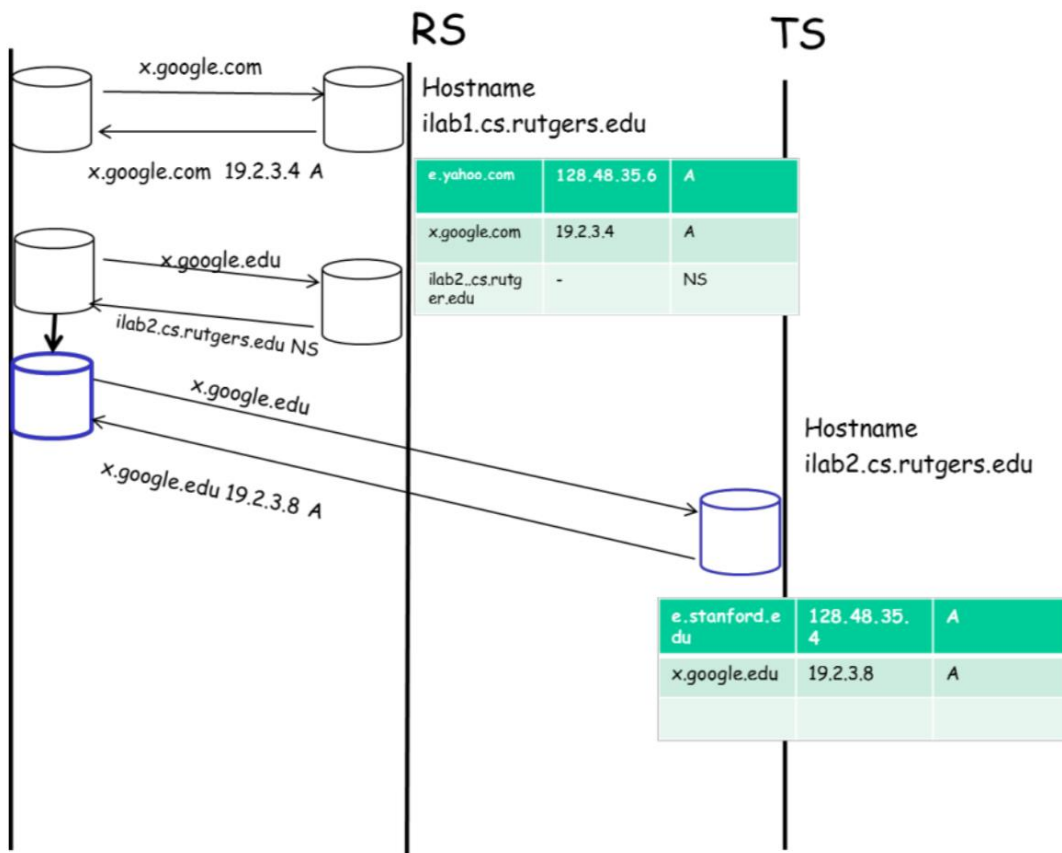 RS
TS
x.google.com
Hostname
ilab1.cs.rutgers.edu
x.google.com 19.2.3.4 A
e.yahoo.com 128.48.35.6 A
x.google.com 19.2.3.4 A
ilab2..cs.rutg - NS
er.edu
x.google.edu
ilab2.cs.rutgers.edu NS
x.google.edu
Hostname
ilab2.cs.rutgers.edu
x.google.edu 19.2.3.8 A
e.stanford.e 128.48.35. A
du 4
x.google.edu 19.2.3.8 A